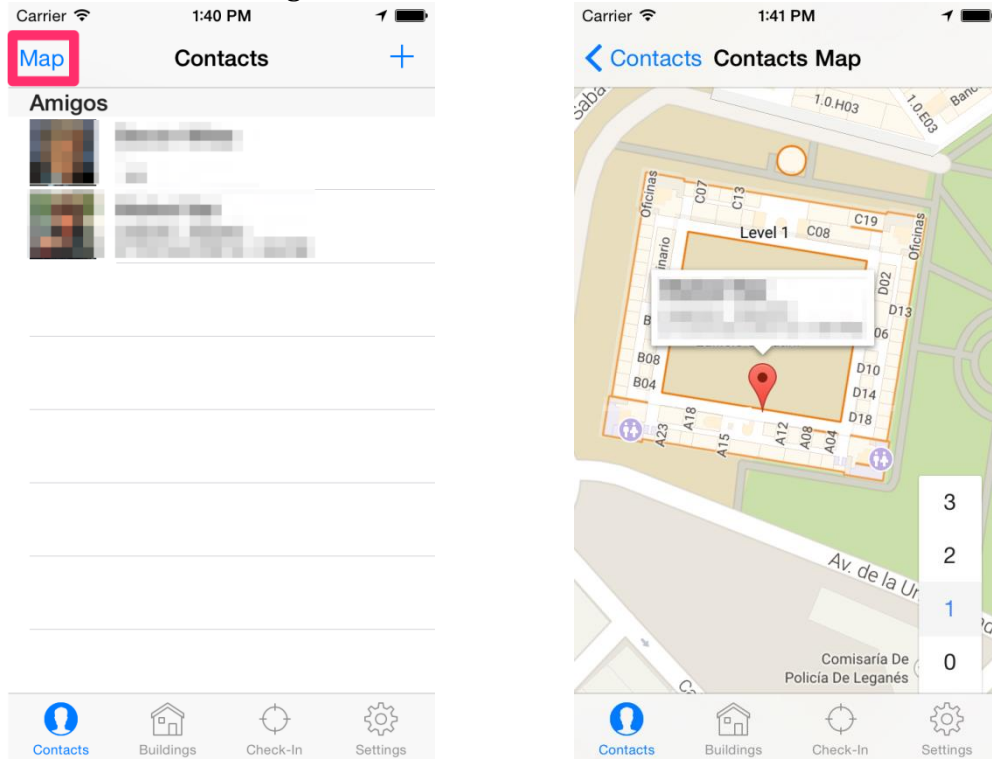 Carrier 1:40 PM
Map Contacts +
Amigos
Contacts Buildings Check-In Settings
Carrier 1:41 PM
Contacts Contacts Map
1.0.H03
1.0.E03
Oficinas
C07
C13
C19
Level 1
C08
Oficinas
D02
D13
B08
B04
D10
D14
D18
A23
A18
A15
A12
A08
A04
3
2
1
0
Av. de la
Comisaría De
Policía De Leganés
Contacts Buildings Check-In Settings